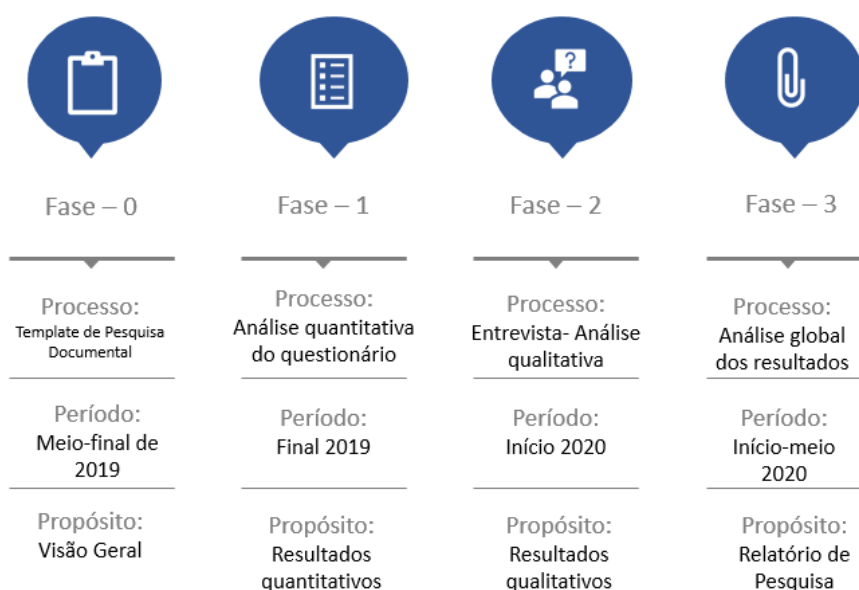 ?
Fase – 0
Processo:
Template de Pesquisa
Documental
Período:
Meio-final de
2019
Propósito:
Visão Geral
Fase – 1
Processo:
Análise quantitativa
do questionário
Período:
Final 2019
Propósito:
Resultados
quantitativos
Fase – 2
Processo:
Entrevista- Análise
qualitativa
Período:
Início 2020
Propósito:
Resultados
qualitativos
Fase – 3
Processo:
Análise global
dos resultados
Período:
Início-meio
2020
Propósito:
Relatório de
Pesquisa